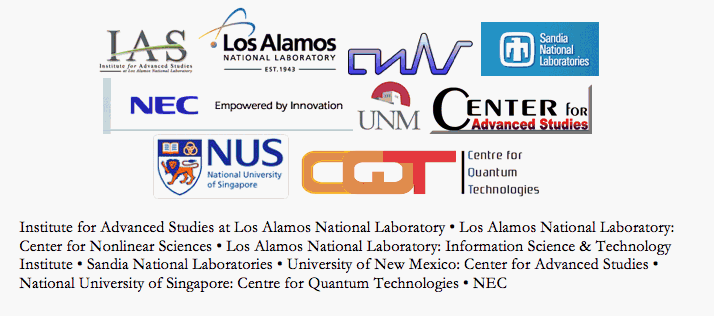 IAS
Institute for Advanced Studies
at Los Alamos National Laboratory
Los Alamos
NATIONAL LABORATORY
EST. 1943
CNLS
Sandia
National
Laboratories
NEC Empowered by Innovation
UNM
CENTER for
Advanced Studies
NUS
National University
of Singapore
CQT
Centre for
Quantum
Technologies
Institute for Advanced Studies at Los Alamos National Laboratory • Los Alamos National Laboratory:
Center for Nonlinear Sciences • Los Alamos National Laboratory: Information Science & Technology
Institute • Sandia National Laboratories • University of New Mexico: Center for Advanced Studies •
National University of Singapore: Centre for Quantum Technologies • NEC